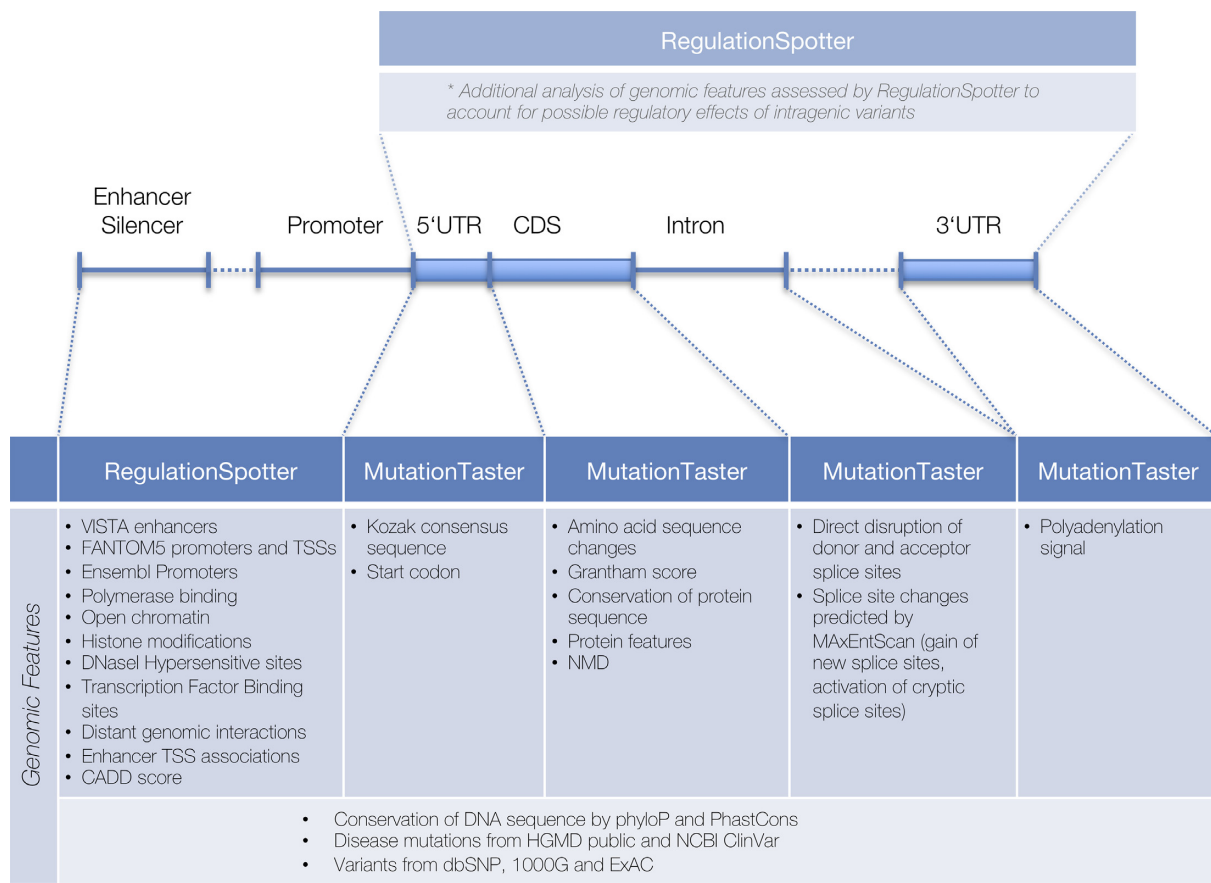 RegulationSpotter
* Additional analysis of genomic features assessed by RegulationSpotter to
account for possible regulatory effects of intragenic variants
Enhancer
Silencer
Promoter
5‘UTR
CDS
Intron
3‘UTR
RegulationSpotter
MutationTaster
MutationTaster
MutationTaster
MutationTaster
Genomic Features
• VISTA enhancers
• FANTOM5 promoters and TSSs
• Ensembl Promoters
• Polymerase binding
• Open chromatin
• Histone modifications
• DNaseI Hypersensitive sites
• Transcription Factor Binding
sites
• Distant genomic interactions
• Enhancer TSS associations
• CADD score
• Kozak consensus
sequence
• Start codon
• Amino acid sequence
changes
• Grantham score
• Conservation of protein
sequence
• Protein features
• NMD
• Direct disruption of
donor and acceptor
splice sites
• Splice site changes
predicted by
MAxEntScan (gain of
new splice sites,
activation of cryptic
splice sites)
• Polyadenylation
signal
• Conservation of DNA sequence by phyloP and PhastCons
• Disease mutations from HGMD public and NCBI ClinVar
• Variants from dbSNP, 1000G and ExAC